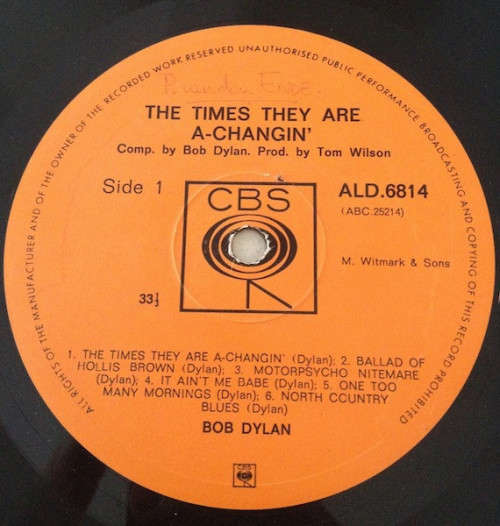 ALL RIGHTS OF THE MANUFACTURER AND OF THE OWNER OF THE RECORDED WORK RESERVED UNAUTHORISED PUBLIC PERFORMANCE BROADCASTING AND COPYING OF THIS RECORD PROHIBITED
THE TIMES THEY ARE
A-CHANGIN'
Comp. by Bob Dylan. Prod. by Tom Wilson
Side 1
CBS
ALD.6814
(ABC.25214)
M. Witmark & Sons
33⅓
1. THE TIMES THEY ARE A-CHANGIN' (Dylan); 2. BALLAD OF
HOLLIS BROWN (Dylan); 3. MOTORPSYCHO NITEMARE
(Dylan); 4. IT AIN'T ME BABE (Dylan); 5. ONE TOO
MANY MORNINGS (Dylan); 6. NORTH CCUNTRY
BLUES (Dylan)
BOB DYLAN
CBS